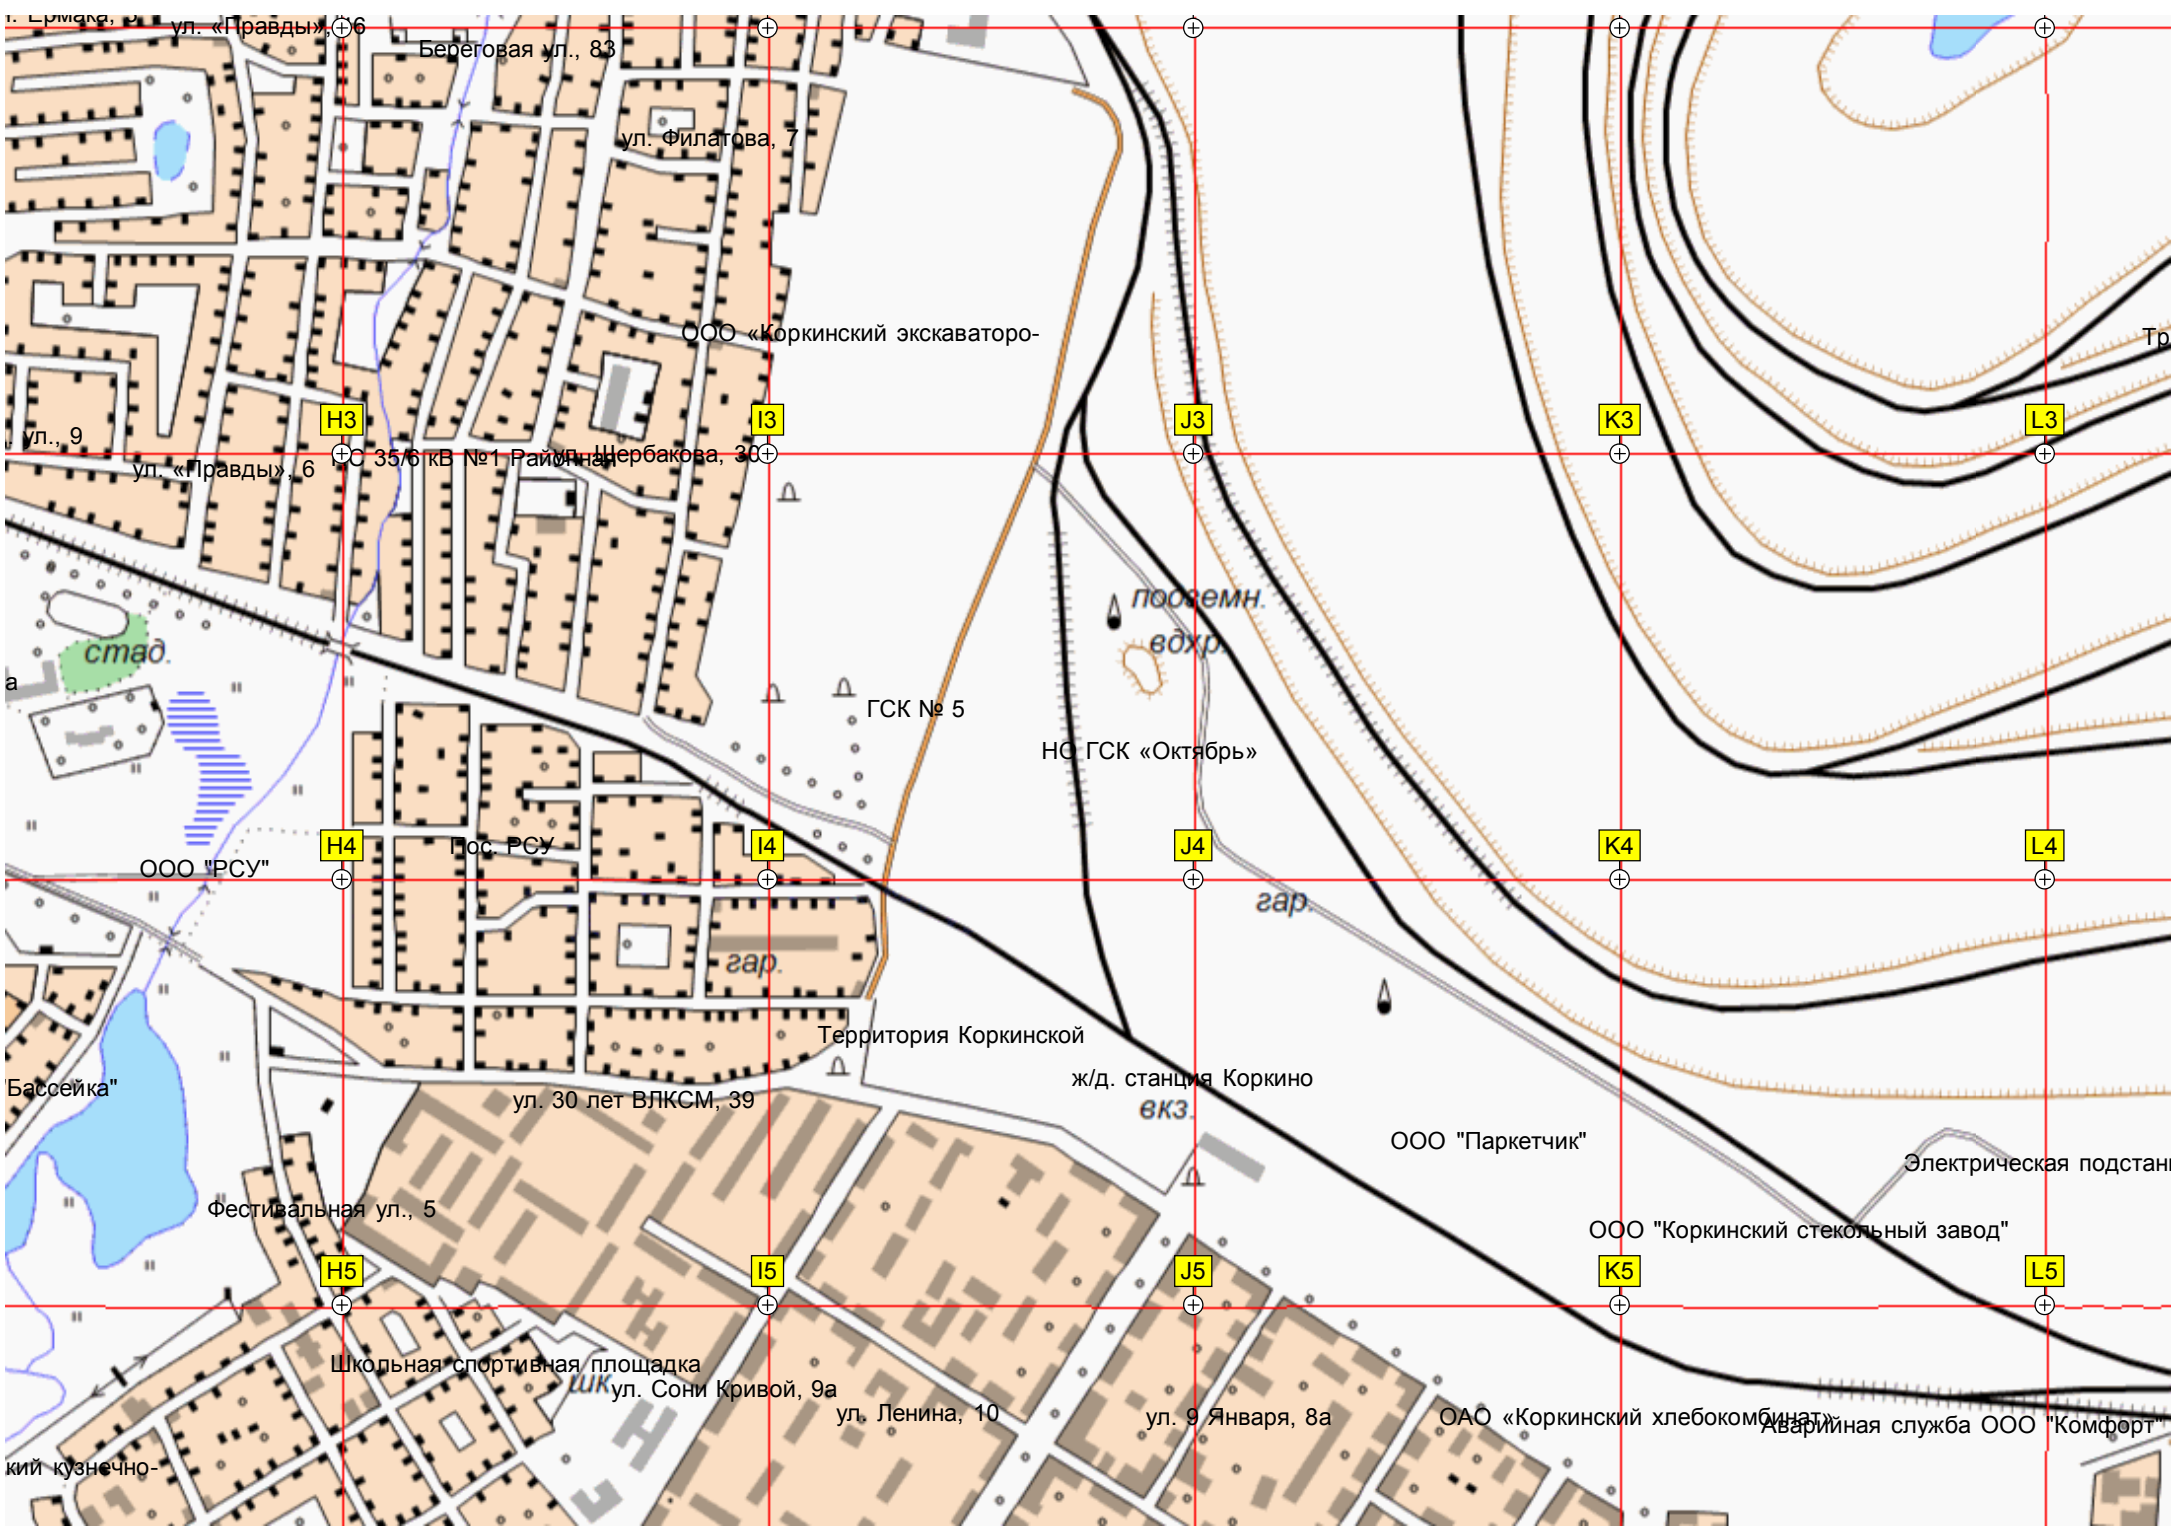 ул. «Правды», 6
Береговая ул., 83
ул. Филатова, 7
ООО «Коркинский экскаваторо-
Тр
H3
I3
J3
K3
L3
ул., 9
ул. «Правды», 6
ПС 35/6 кВ №1 Районная
ул. Щербакова, 30
подземн.
вдхр.
стад.
а
ГСК № 5
НО ГСК «Октябрь»
H4
I4
J4
K4
L4
Пос. РСУ
ООО "РСУ"
гар.
гар.
Территория Коркинской
ж/д. станция Коркино
вкз.
"Бассейка"
ул. 30 лет ВЛКСМ, 39
ООО "Паркетчик"
Электрическая подстан
Фестивальная ул., 5
ООО "Коркинский стекольный завод"
H5
I5
J5
K5
L5
Школьная спортивная площадка
шк
ул. Сони Кривой, 9а
ул. Ленина, 10
ул. 9 Января, 8а
ОАО «Коркинский хлебокомбинат»
Аварийная служба ООО "Комфорт"
кий кузнечно-